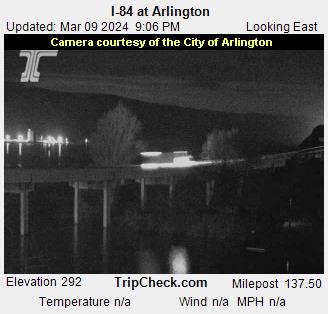 I-84 at Arlington
Updated: Mar 09 2024 9:06 PM Looking East
Camera courtesy of the City of Arlington
Elevation 292 TripCheck.com Milepost 137.50
Temperature n/a Wind n/a MPH n/a